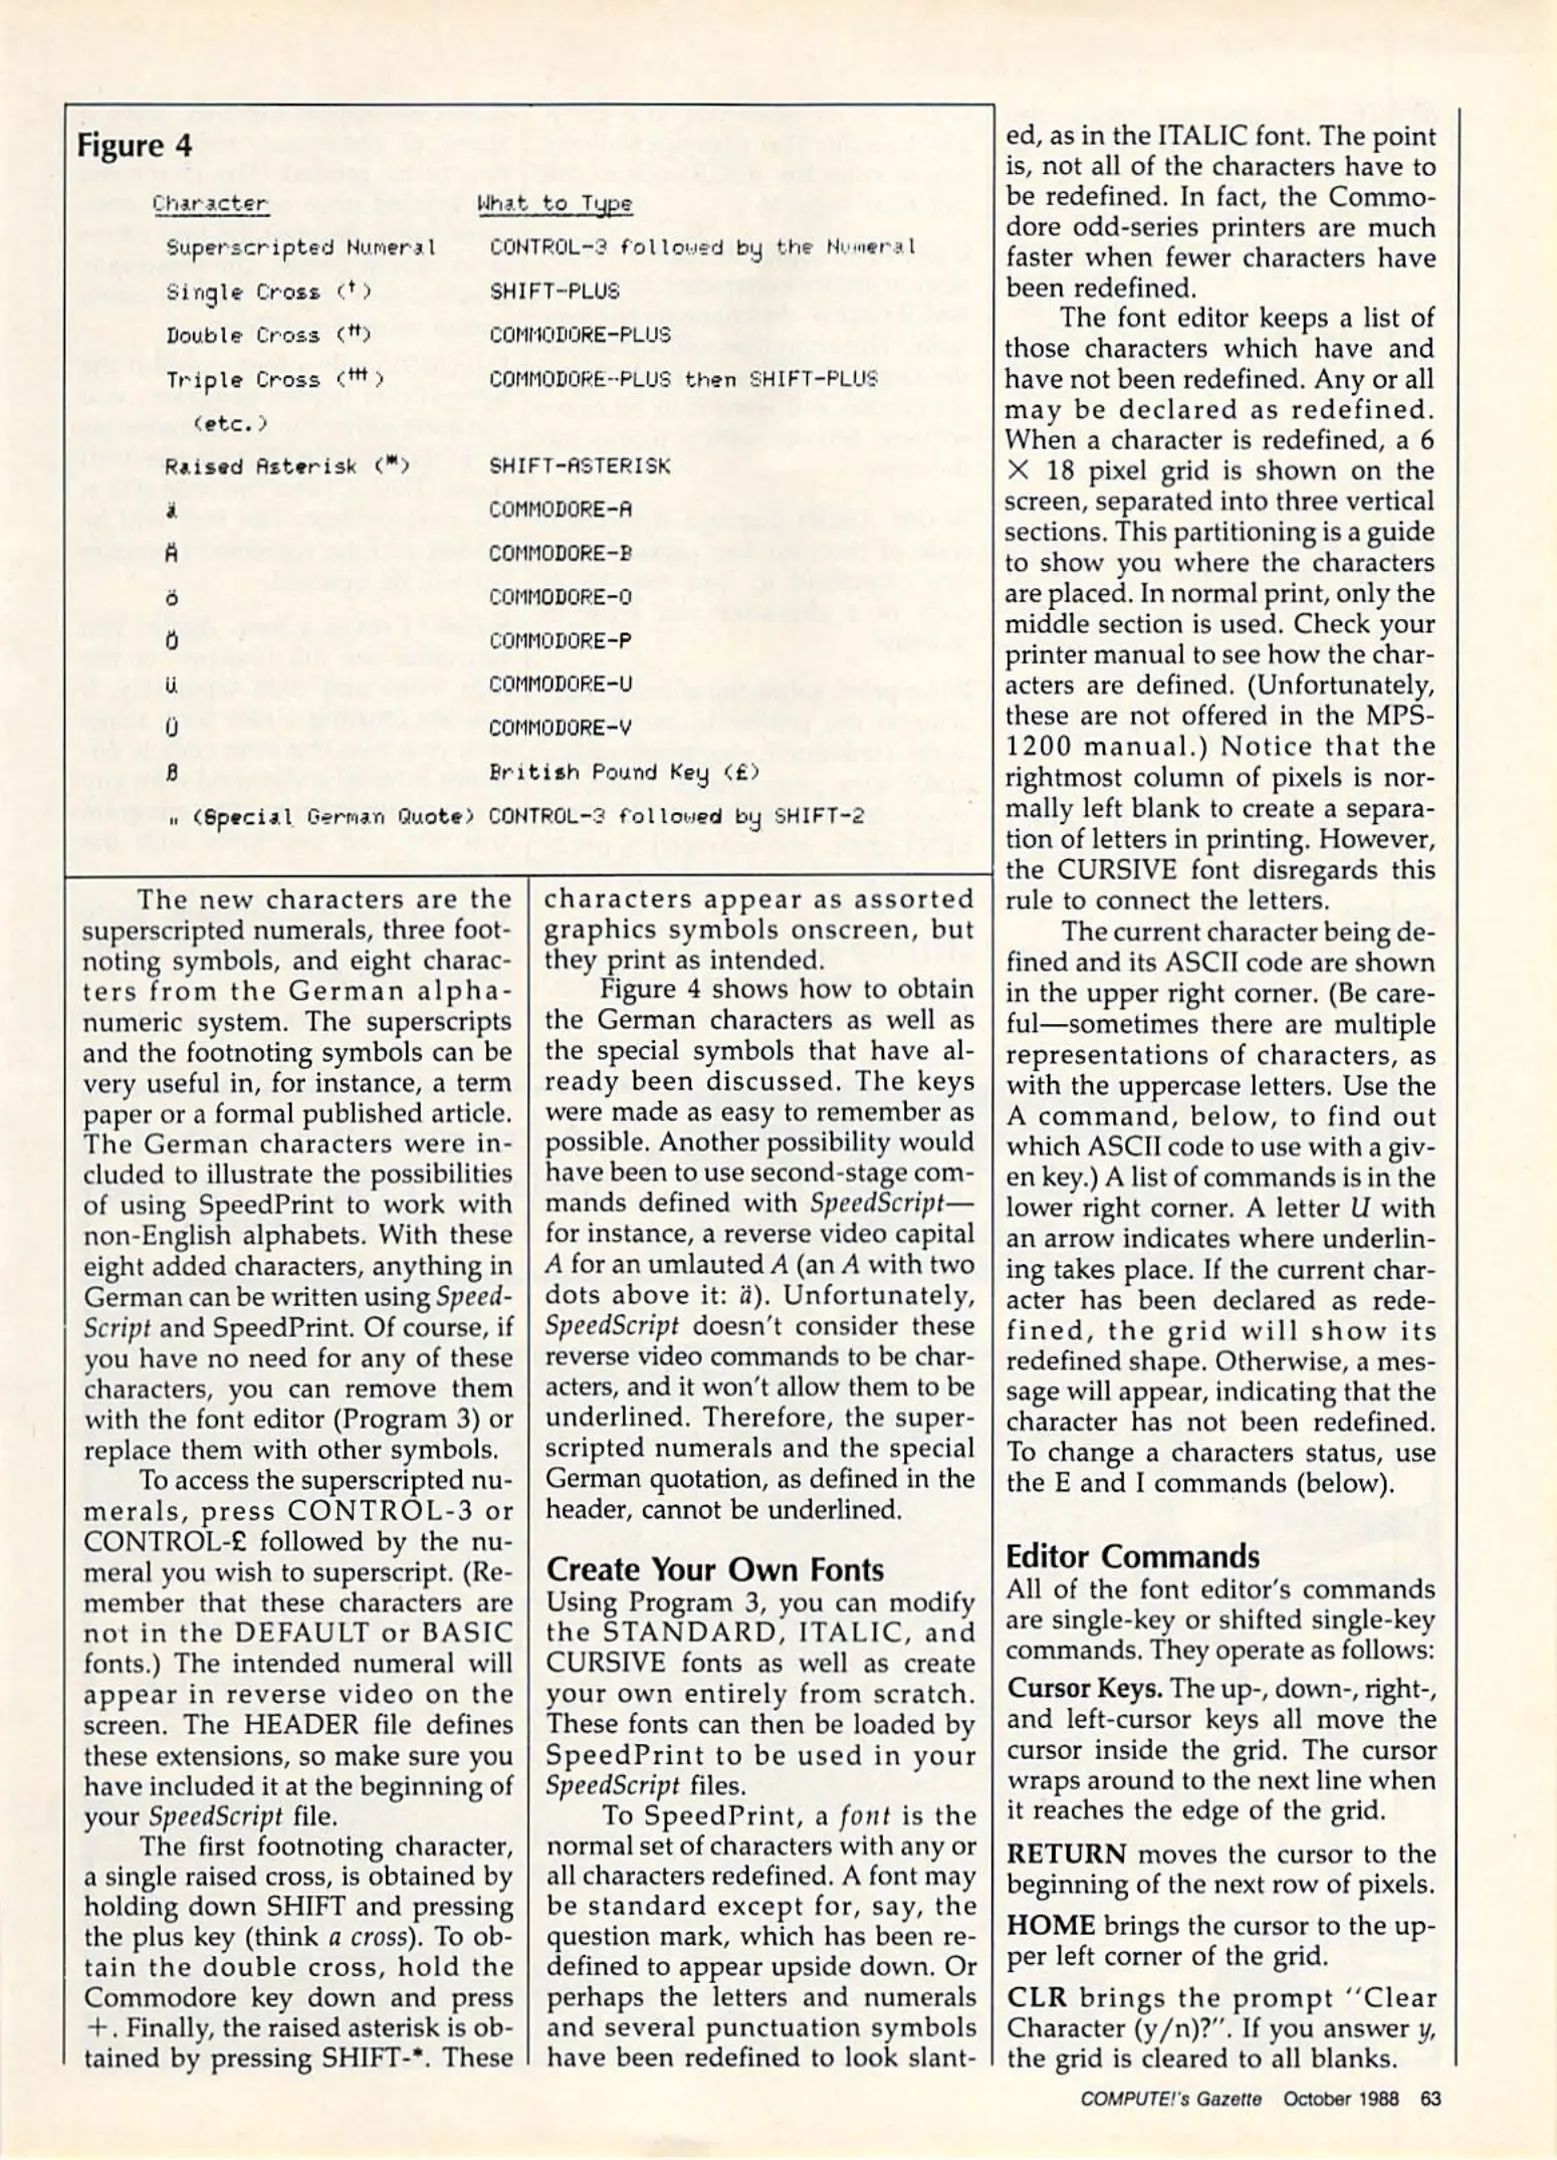 Figure 4
Character What to Type
Superscripted Numeral CONTROL-3 followed by the Numeral
Single Cross (†) SHIFT-PLUS
Double Cross (††) COMMODORE-PLUS
Triple Cross (†††) COMMODORE-PLUS then SHIFT-PLUS
(etc.)
Raised Asterisk (*) SHIFT-ASTERISK
ä COMMODORE-A
Ä COMMODORE-B
ö COMMODORE-O
Ö COMMODORE-P
ü COMMODORE-U
Ü COMMODORE-V
ß British Pound Key (£)
„ (Special German Quote) CONTROL-3 followed by SHIFT-2
The new characters are the
superscripted numerals, three foot-
noting symbols, and eight charac-
ters from the German alpha-
numeric system. The superscripts
and the footnoting symbols can be
very useful in, for instance, a term
paper or a formal published article.
The German characters were in-
cluded to illustrate the possibilities
of using SpeedPrint to work with
non-English alphabets. With these
eight added characters, anything in
German can be written using Speed-
Script and SpeedPrint. Of course, if
you have no need for any of these
characters, you can remove them
with the font editor (Program 3) or
replace them with other symbols.
To access the superscripted nu-
merals, press CONTROL-3 or
CONTROL-£ followed by the nu-
meral you wish to superscript. (Re-
member that these characters are
not in the DEFAULT or BASIC
fonts.) The intended numeral will
appear in reverse video on the
screen. The HEADER file defines
these extensions, so make sure you
have included it at the beginning of
your SpeedScript file.
The first footnoting character,
a single raised cross, is obtained by
holding down SHIFT and pressing
the plus key (think a cross). To ob-
tain the double cross, hold the
Commodore key down and press
+. Finally, the raised asterisk is ob-
tained by pressing SHIFT-*. These
characters appear as assorted
graphics symbols onscreen, but
they print as intended.
Figure 4 shows how to obtain
the German characters as well as
the special symbols that have al-
ready been discussed. The keys
were made as easy to remember as
possible. Another possibility would
have been to use second-stage com-
mands defined with SpeedScript—
for instance, a reverse video capital
A for an umlauted A (an A with two
dots above it: ä). Unfortunately,
SpeedScript doesn't consider these
reverse video commands to be char-
acters, and it won't allow them to be
underlined. Therefore, the super-
scripted numerals and the special
German quotation, as defined in the
header, cannot be underlined.
Create Your Own Fonts
Using Program 3, you can modify
the STANDARD, ITALIC, and
CURSIVE fonts as well as create
your own entirely from scratch.
These fonts can then be loaded by
SpeedPrint to be used in your
SpeedScript files.
To SpeedPrint, a font is the
normal set of characters with any or
all characters redefined. A font may
be standard except for, say, the
question mark, which has been re-
defined to appear upside down. Or
perhaps the letters and numerals
and several punctuation symbols
have been redefined to look slant-
ed, as in the ITALIC font. The point
is, not all of the characters have to
be redefined. In fact, the Commo-
dore odd-series printers are much
faster when fewer characters have
been redefined.
The font editor keeps a list of
those characters which have and
have not been redefined. Any or all
may be declared as redefined.
When a character is redefined, a 6
× 18 pixel grid is shown on the
screen, separated into three vertical
sections. This partitioning is a guide
to show you where the characters
are placed. In normal print, only the
middle section is used. Check your
printer manual to see how the char-
acters are defined. (Unfortunately,
these are not offered in the MPS-
1200 manual.) Notice that the
rightmost column of pixels is nor-
mally left blank to create a separa-
tion of letters in printing. However,
the CURSIVE font disregards this
rule to connect the letters.
The current character being de-
fined and its ASCII code are shown
in the upper right corner. (Be care-
ful—sometimes there are multiple
representations of characters, as
with the uppercase letters. Use the
A command, below, to find out
which ASCII code to use with a giv-
en key.) A list of commands is in the
lower right corner. A letter U with
an arrow indicates where underlin-
ing takes place. If the current char-
acter has been declared as rede-
fined, the grid will show its
redefined shape. Otherwise, a mes-
sage will appear, indicating that the
character has not been redefined.
To change a characters status, use
the E and I commands (below).
Editor Commands
All of the font editor's commands
are single-key or shifted single-key
commands. They operate as follows:
Cursor Keys. The up-, down-, right-,
and left-cursor keys all move the
cursor inside the grid. The cursor
wraps around to the next line when
it reaches the edge of the grid.
RETURN moves the cursor to the
beginning of the next row of pixels.
HOME brings the cursor to the up-
per left corner of the grid.
CLR brings the prompt "Clear
Character (y/n)?". If you answer y,
the grid is cleared to all blanks.
COMPUTE!'s Gazette October 1988 63